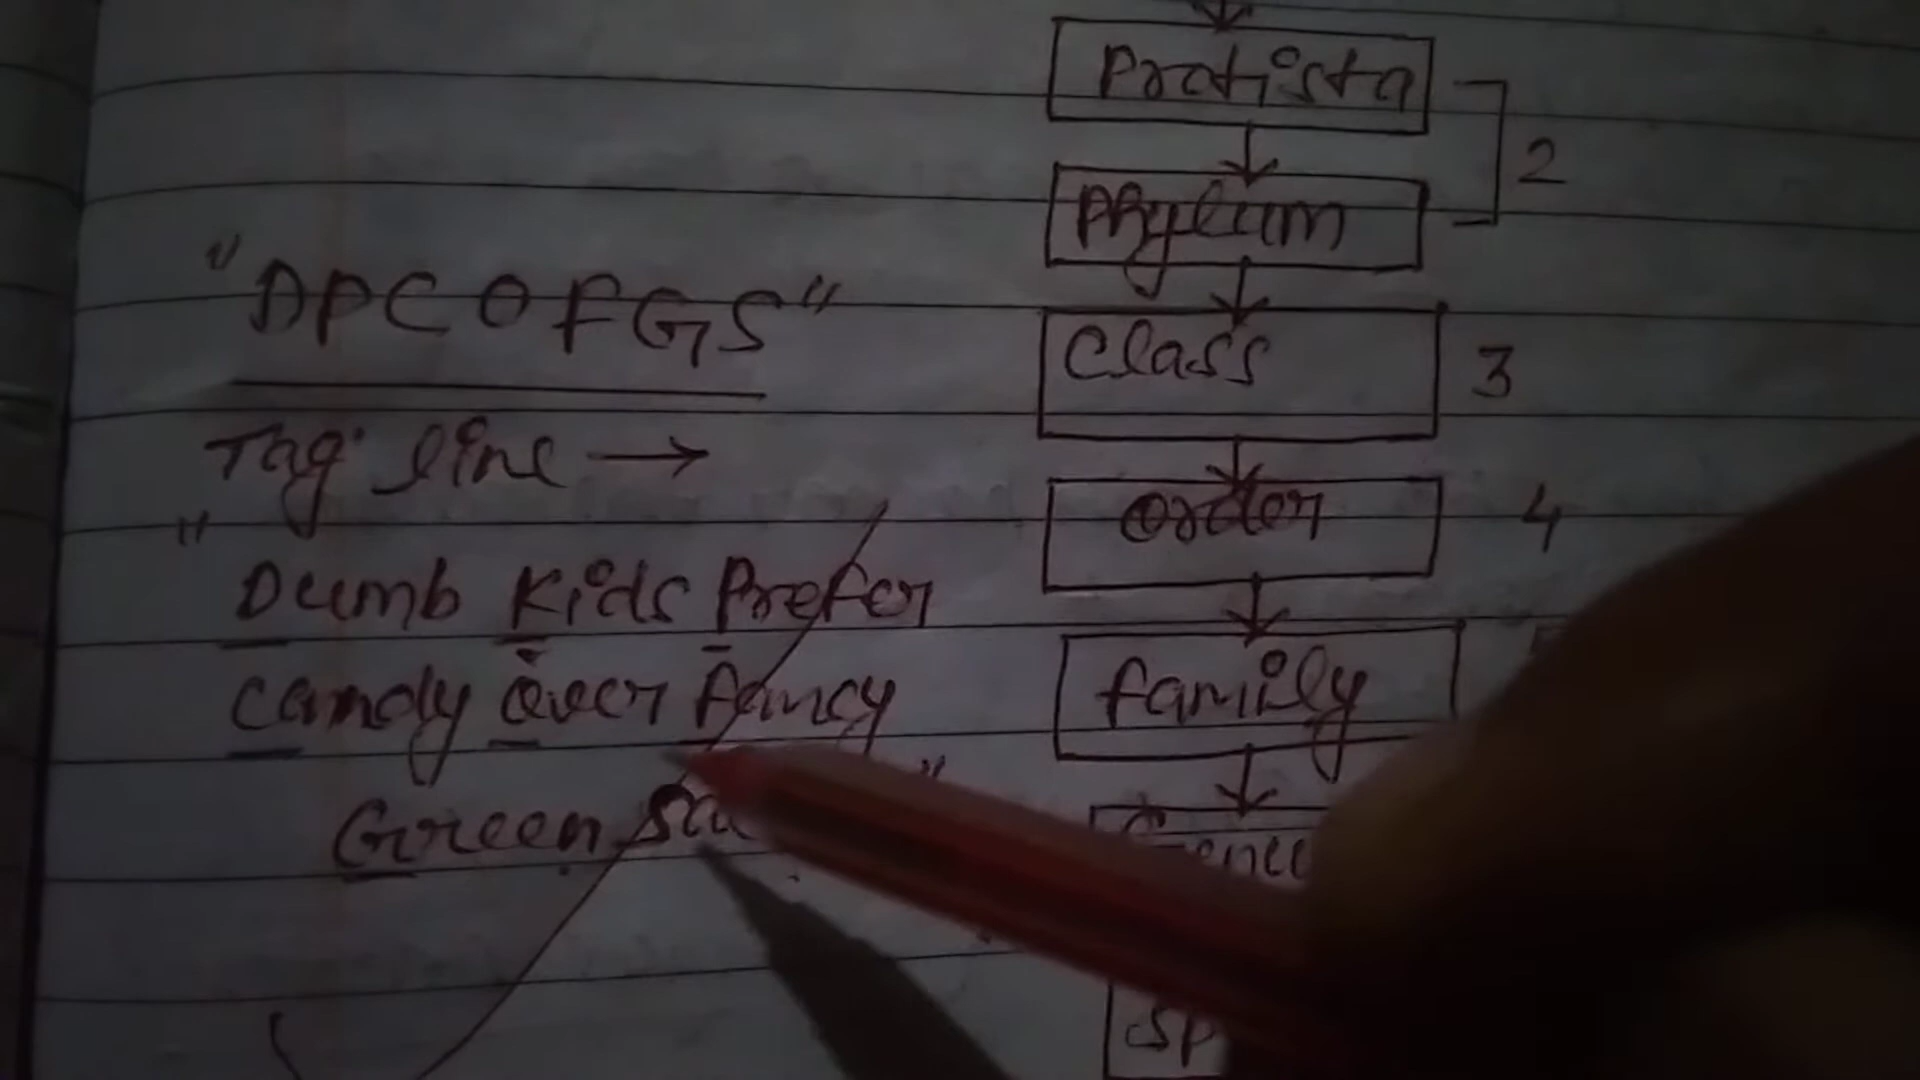 "DPCOFGS"
Tag line →
"Dumb Kids Prefer
Candy over fancy
Green
Protista
Phylum
2
Class
3
order
4
family